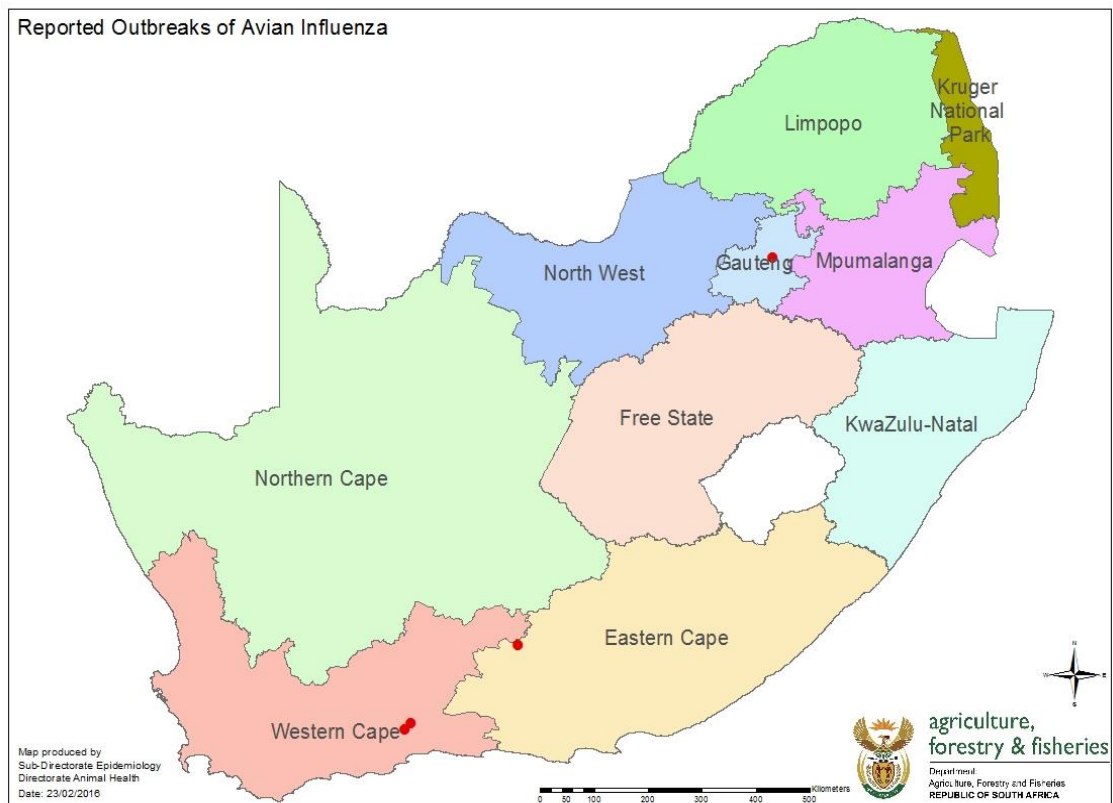 Reported Outbreaks of Avian Influenza
Kruger
National
Park
Limpopo
North West
Gauteng
Mpumalanga
Free State
KwaZulu-Natal
Northern Cape
Eastern Cape
Western Cape
N
W
E
S
Map produced by
Sub-Directorate Epidemiology
Directorate Animal Health
Date: 23/02/2016
0 50 100 200 300 400 500 Kilometers
agriculture,
forestry & fisheries
Department:
Agriculture, Forestry and Fisheries
REPUBLIC OF SOUTH AFRICA